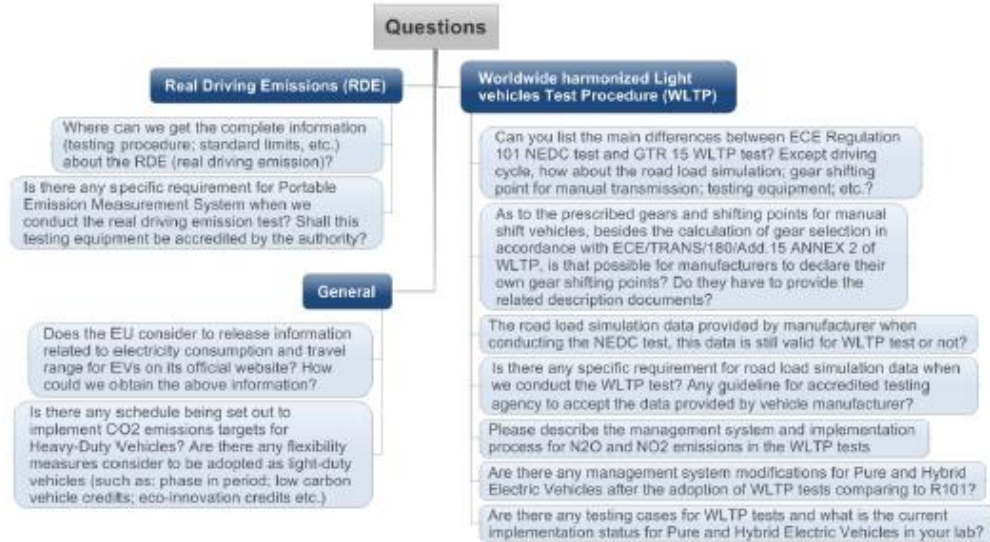 Questions
Real Driving Emissions (RDE)
Where can we get the complete information
(testing procedure; standard limits, etc.)
about the RDE (real driving emission)?
Is there any specific requirement for Portable
Emission Measurement System when we
conduct the real driving emission test? Shall this
testing equipment be accredited by the authority?
General
Does the EU consider to release information
related to electricity consumption and travel
range for EVs on its official website? How
could we obtain the above information?
Is there any schedule being set out to
implement CO2 emissions targets for
Heavy-Duty Vehicles? Are there any flexibility
measures consider to be adopted as light-duty
vehicles (such as: phase in period; low carbon
vehicle credits; eco-innovation credits etc.)
Worldwide harmonized Light
vehicles Test Procedure (WLTP)
Can you list the main differences between ECE Regulation
101 NEDC test and GTR 15 WLTP test? Except driving
cycle, how about the road load simulation; gear shifting
point for manual transmission; testing equipment; etc.?
As to the prescribed gears and shifting points for manual
shift vehicles, besides the calculation of gear selection in
accordance with ECE/TRANS/180/Add.15 ANNEX 2 of
WLTP, is that possible for manufacturers to declare their
own gear shifting points? Do they have to provide the
related description documents?
The road load simulation data provided by manufacturer when
conducting the NEDC test, this data is still valid for WLTP test or not?
Is there any specific requirement for road load simulation data when
we conduct the WLTP test? Any guideline for accredited testing
agency to accept the data provided by vehicle manufacturer?
Please describe the management system and implementation
process for N2O and NO2 emissions in the WLTP tests
Are there any management system modifications for Pure and Hybrid
Electric Vehicles after the adoption of WLTP tests comparing to R101?
Are there any testing cases for WLTP tests and what is the current
implementation status for Pure and Hybrid Electric Vehicles in your lab?